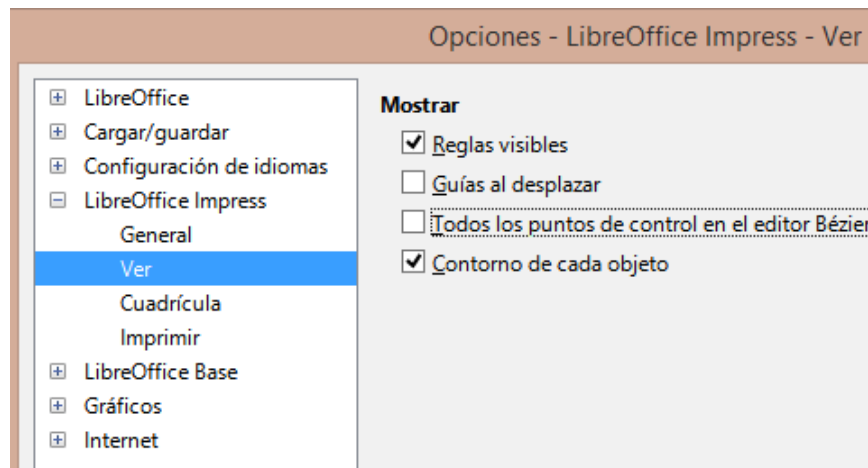 Opciones - LibreOffice Impress - Ver
LibreOffice
Cargar/guardar
Configuración de idiomas
LibreOffice Impress
General
Ver
Cuadrícula
Imprimir
LibreOffice Base
Gráficos
Internet
Mostrar
Reglas visibles
Guías al desplazar
Todos los puntos de control en el editor Bézier
Contorno de cada objeto